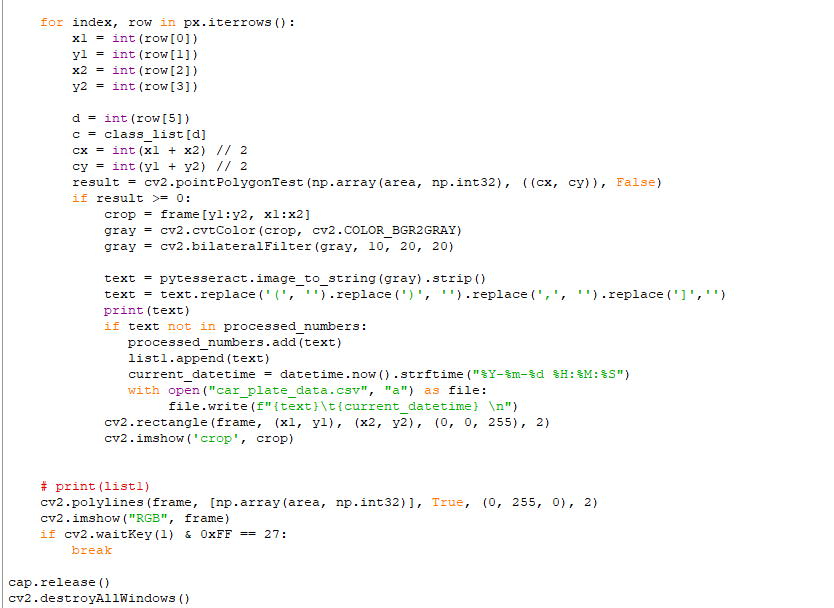 for index, row in px.iterrows():
x1 = int(row[0])
y1 = int(row[1])
x2 = int(row[2])
y2 = int(row[3])
d = int(row[5])
c = class_list[d]
cx = int(x1 + x2) // 2
cy = int(y1 + y2) // 2
result = cv2.pointPolygonTest(np.array(area, np.int32), ((cx, cy)), False)
if result >= 0:
crop = frame[y1:y2, x1:x2]
gray = cv2.cvtColor(crop, cv2.COLOR_BGR2GRAY)
gray = cv2.bilateralFilter(gray, 10, 20, 20)
text = pytesseract.image_to_string(gray).strip()
text = text.replace('(', '').replace(')', '').replace(',', '').replace(']','')
print(text)
if text not in processed_numbers:
processed_numbers.add(text)
list1.append(text)
current_datetime = datetime.now().strftime("%Y-%m-%d %H:%M:%S")
with open("car_plate_data.csv", "a") as file:
file.write(f"{text}\t{current_datetime} \n")
cv2.rectangle(frame, (x1, y1), (x2, y2), (0, 0, 255), 2)
cv2.imshow('crop', crop)
# print(list1)
cv2.polylines(frame, [np.array(area, np.int32)], True, (0, 255, 0), 2)
cv2.imshow("RGB", frame)
if cv2.waitKey(1) & 0xFF == 27:
break
cap.release()
cv2.destroyAllWindows()